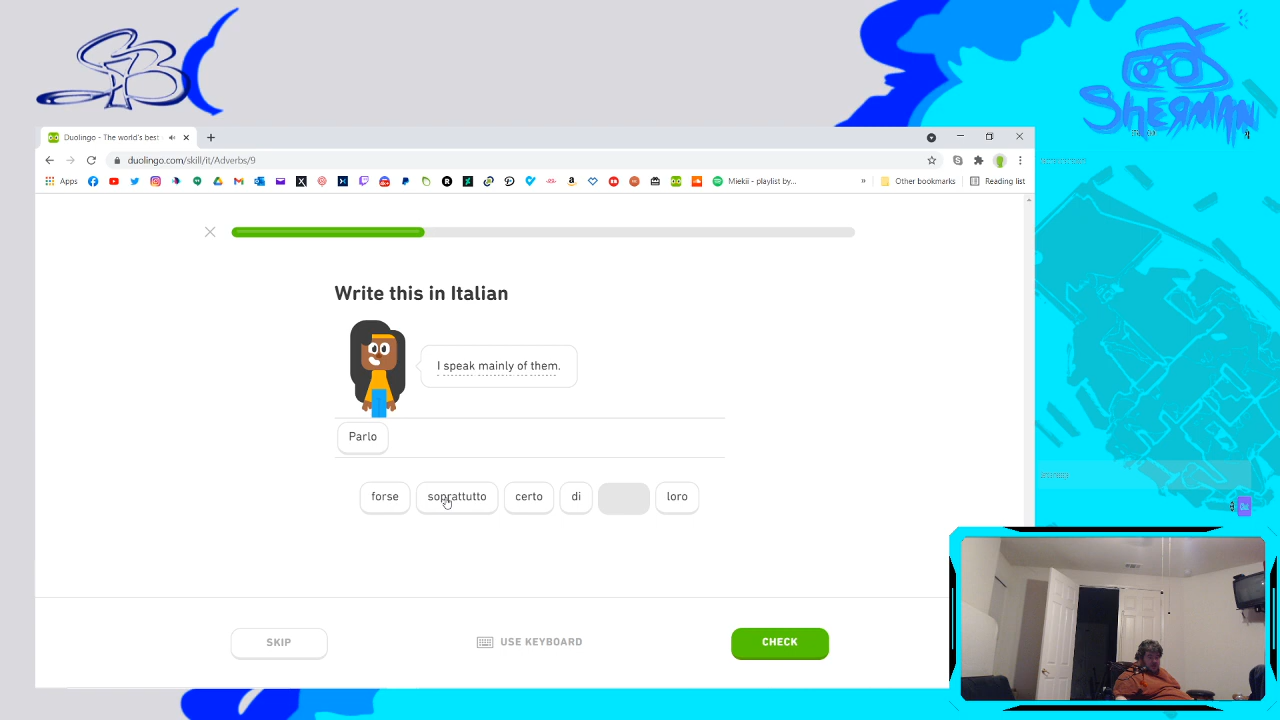 SHERMAN
Duolingo - The world's best
duolingo.com/skill/it/Adverbs/9
Apps
Miekii - playlist by...
»
Other bookmarks
Reading list
Write this in Italian
I speak mainly of them.
Parlo
forse soprattutto certo di loro
SKIP
USE KEYBOARD
CHECK